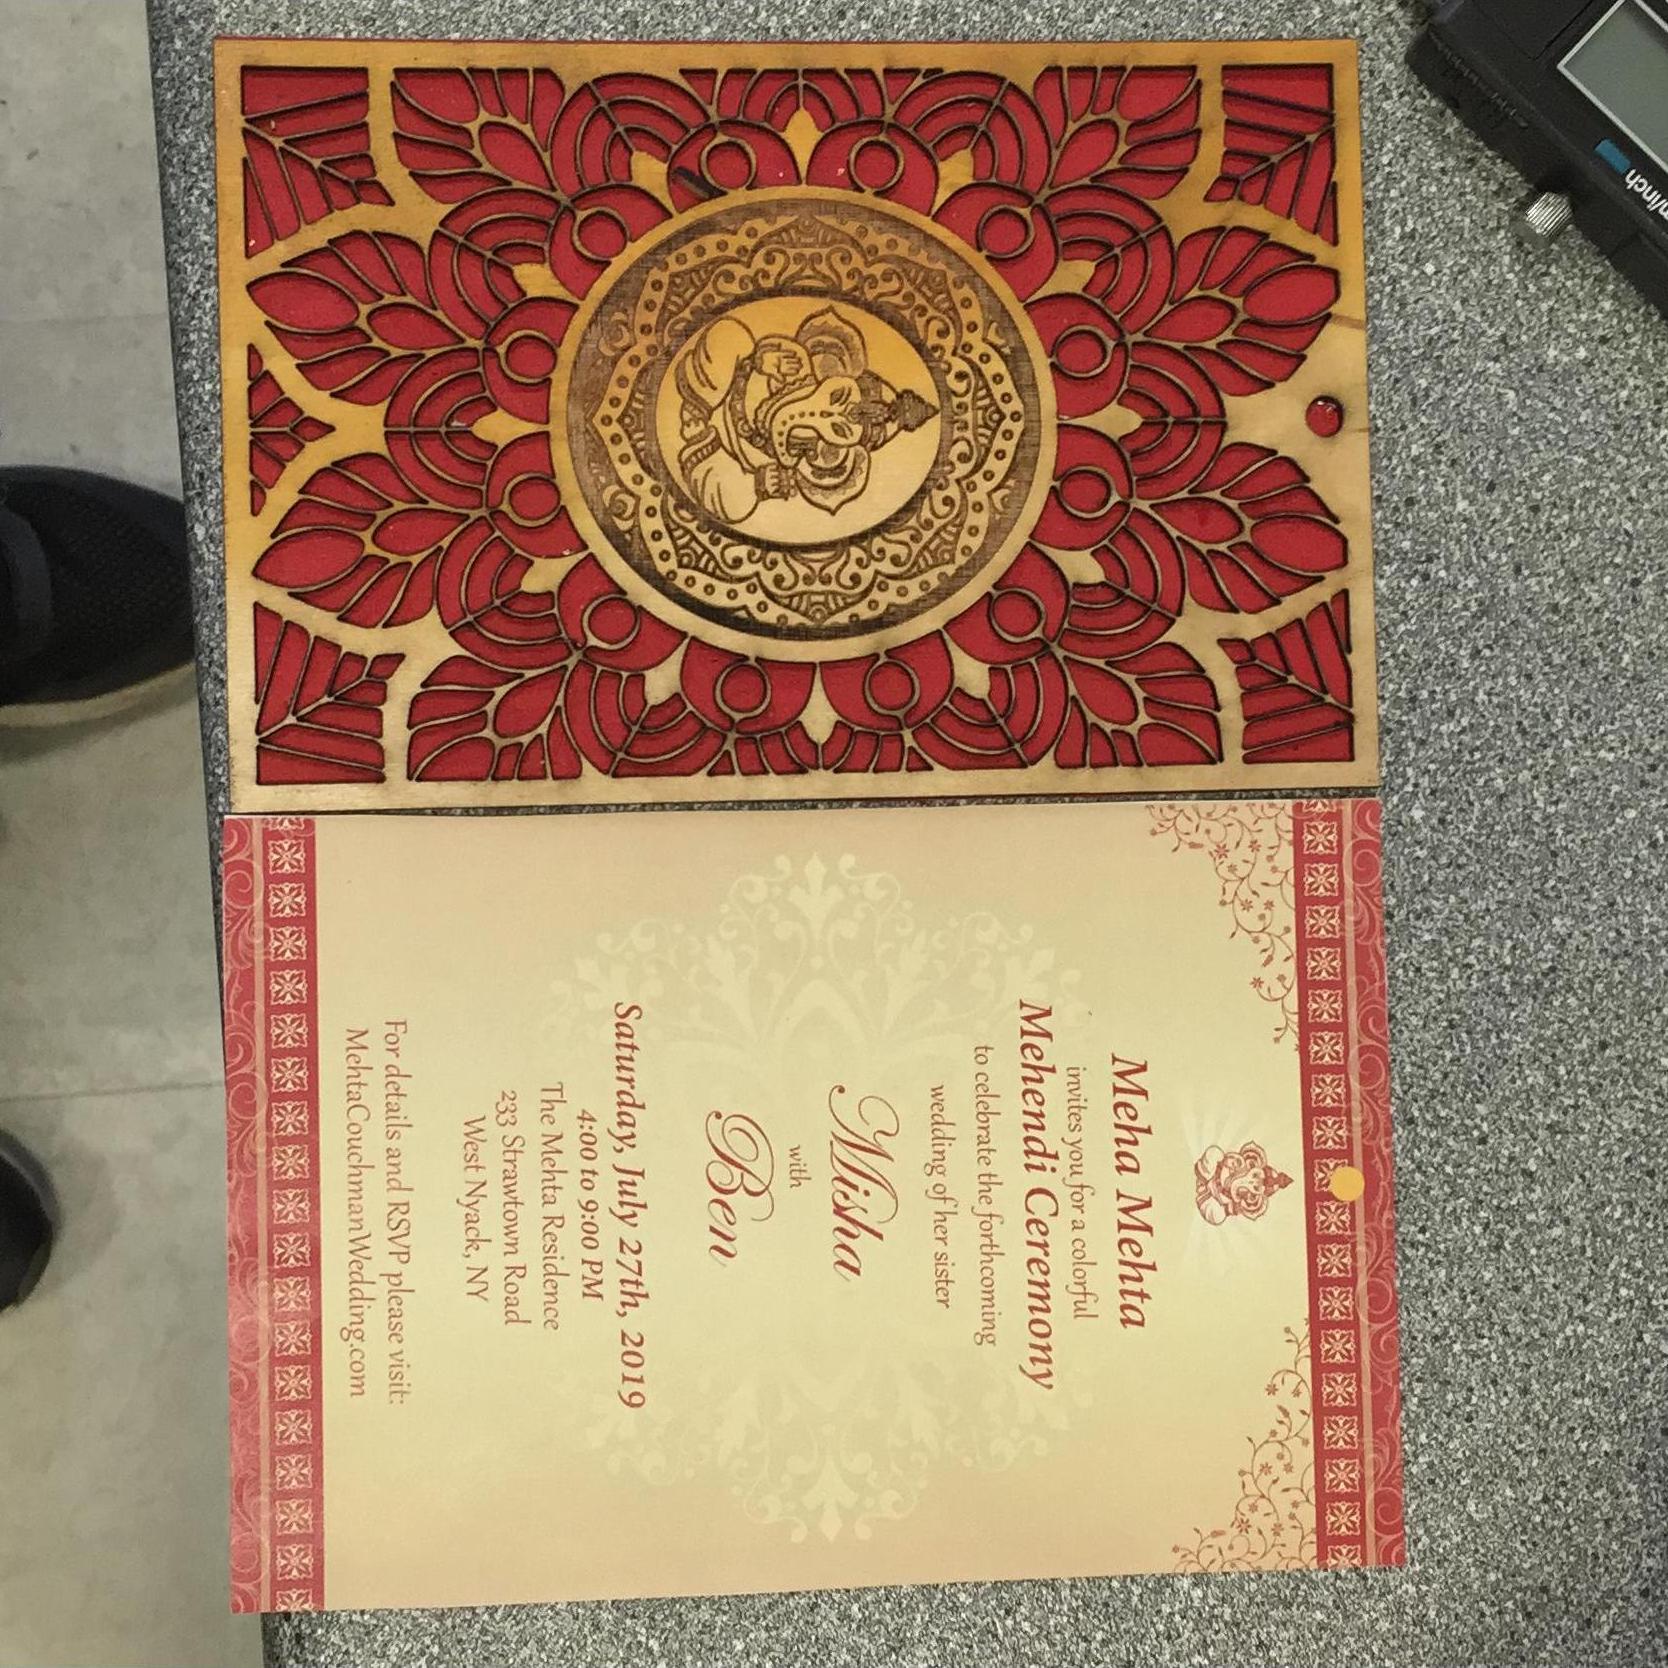 Meha Mehta
invites you for a colorful
Mehendi Ceremony
to celebrate the forthcoming
wedding of her sister
Misha
with
Ben
Saturday, July 27th, 2019
4:00 to 9:00 PM
The Mehta Residence
233 Strawtown Road
West Nyack, NY
For details and RSVP please visit:
MehtaCouchmanWedding.com